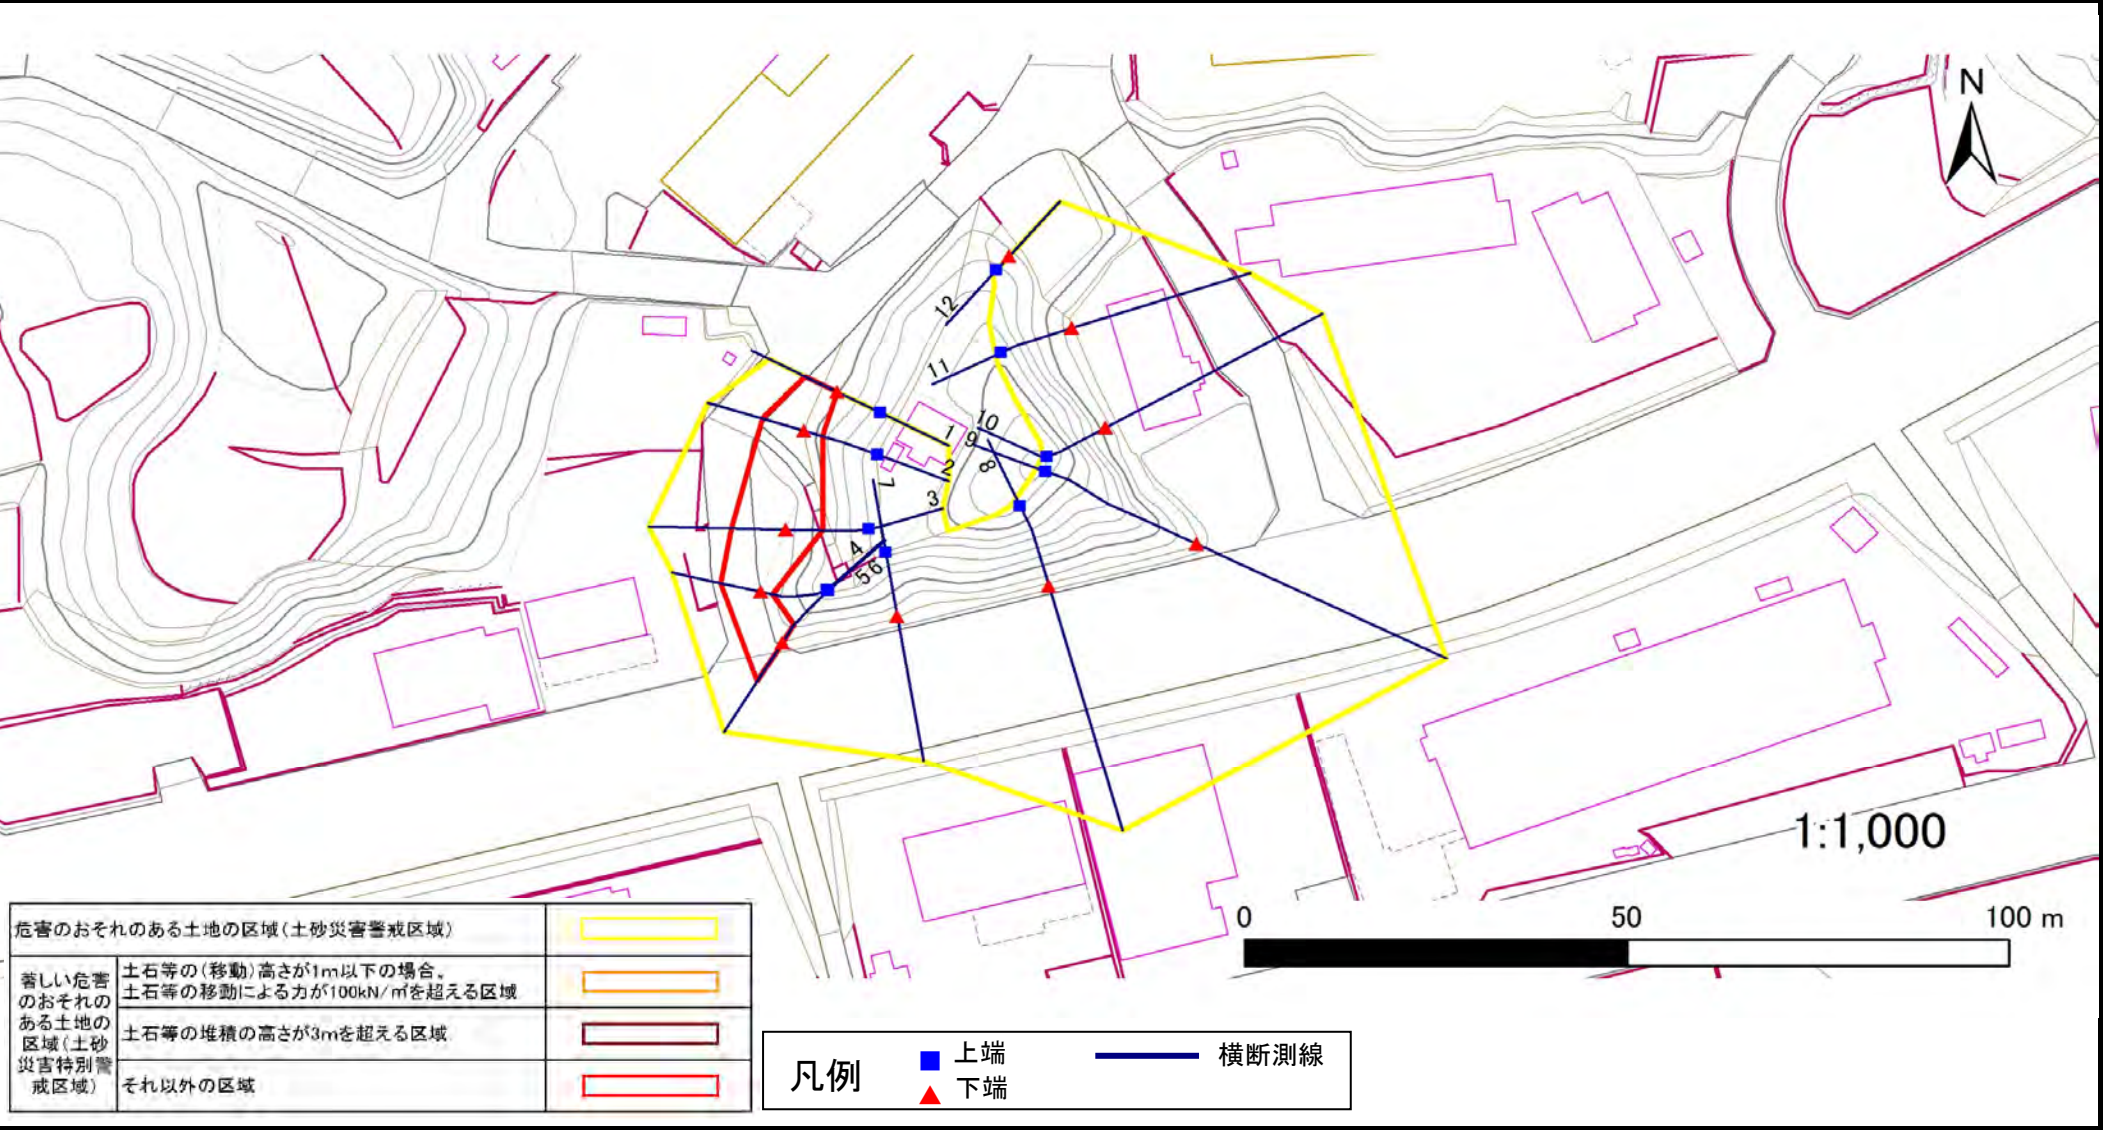 N
12
11
10
1
9
2
8
7
3
4
6
5
1:1,000
0 50 100 m
危害のおそれのある土地の区域(土砂災害警戒区域)
著しい危害
のおそれの
ある土地の
区域(土砂
災害特別警
戒区域)
土石等の(移動)高さが1m以下の場合、
土石等の移動による力が100kN/㎡を超える区域
土石等の堆積の高さが3mを超える区域
それ以外の区域
凡例
上端
下端
横断測線